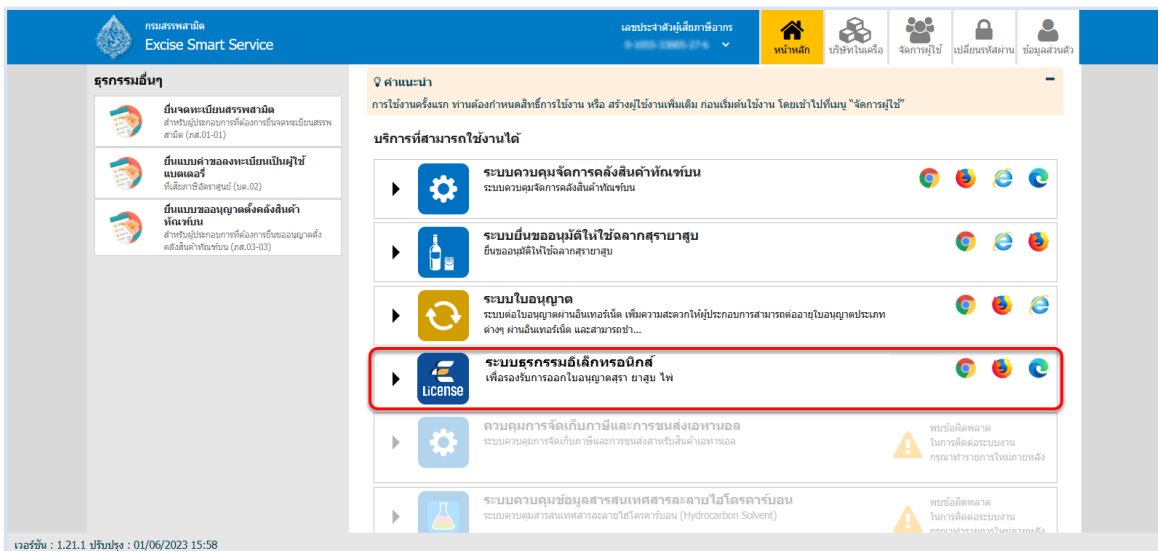 กรมสรรพสามิต
Excise Smart Service
เลขประจำตัวผู้เสียภาษีอากร
หน้าหลัก
บริษัทในเครือ
จัดการผู้ใช้
เปลี่ยนรหัสผ่าน
ข้อมูลส่วนตัว
ธุรกรรมอื่นๆ
ยื่นจดทะเบียนสรรพสามิต
สำหรับผู้ประกอบการที่ต้องการยื่นจดทะเบียนสรรพ
สามิต (ภส.01-01)
ยื่นแบบคำขอลงทะเบียนเป็นผู้ใช้
แบตเตอรี่
ที่เสียภาษีอัตราศูนย์ (บต.02)
ยื่นแบบขออนุญาตตั้งคลังสินค้า
ทัณฑ์บน
สำหรับผู้ประกอบการที่ต้องการยื่นขออนุญาตตั้ง
คลังสินค้าทัณฑ์บน (ภส.03-03)
คำแนะนำ
การใช้งานครั้งแรก ท่านต้องกำหนดสิทธิ์การใช้งาน หรือ สร้างผู้ใช้งานเพิ่มเติม ก่อนเริ่มต้นใช้งาน โดยเข้าไปที่เมนู "จัดการผู้ใช้"
บริการที่สามารถใช้งานได้
ระบบควบคุมจัดการคลังสินค้าทัณฑ์บน
ระบบควบคุมจัดการคลังสินค้าทัณฑ์บน
ระบบยื่นขออนุมัติให้ใช้ฉลากสุรายาสูบ
ยื่นขออนุมัติให้ใช้ฉลากสุรายาสูบ
ระบบใบอนุญาต
ระบบต่อใบอนุญาตผ่านอินเทอร์เน็ต เพิ่มความสะดวกให้ผู้ประกอบการสามารถต่ออายุใบอนุญาตประเภท
ต่างๆ ผ่านอินเทอร์เน็ต และสามารถชำ...
License
ระบบธุรกรรมอิเล็กทรอนิกส์
เพื่อรองรับการออกใบอนุญาตสุรา ยาสูบ ไพ่
ควบคุมการจัดเก็บภาษีและการขนส่งเอทานอล
ระบบควบคุมการจัดเก็บภาษีและการขนส่งสำหรับสินค้าเอทานอล
พบข้อผิดพลาด
ในการติดต่อระบบงาน
กรุณาทำรายการใหม่ภายหลัง
ระบบควบคุมข้อมูลสารสนเทศสารละลายไฮโดรคาร์บอน
ระบบควบคุมสารสนเทศสารละลายไฮโดรคาร์บอน (Hydrocarbon Solvent)
พบข้อผิดพลาด
ในการติดต่อระบบงาน
กรุณาทำรายการใหม่ภายหลัง
เวอร์ชัน : 1.21.1 ปรับปรุง : 01/06/2023 15:58